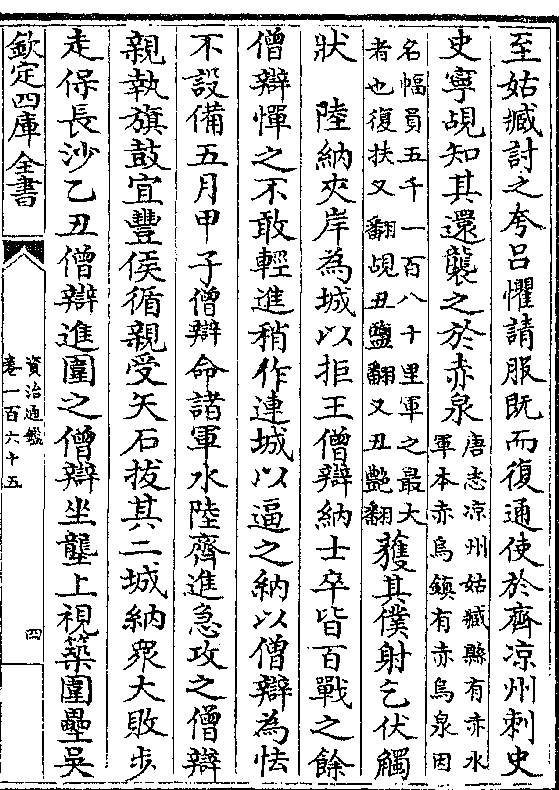 至姑臧討之夸呂懼請服既而復通使於齊凉州刺史
史寧覘知其還襲之於赤泉唐志凉州姑臧縣有赤水
軍本赤烏鎮有赤烏泉因
名幅員五千一百八十里軍之最大
者也復扶又翻覘丑鹽翻又丑艷翻獲其僕射乞伏觸
狀　陸納夾岸為城以拒王僧辯納士卒皆百戰之餘
僧辯憚之不敢輕進稍作連城以逼之納以僧辯為怯
不設備五月甲子僧辯命諸軍水陸齊進急攻之僧辯
親執旗鼓宜豐侯循親受矢石拔其二城納衆大敗步
走保長沙乙丑僧辯進圍之僧辯坐壟上視築圍壘吳
欽定四庫全書
資治通鑑
卷一百六十五
四